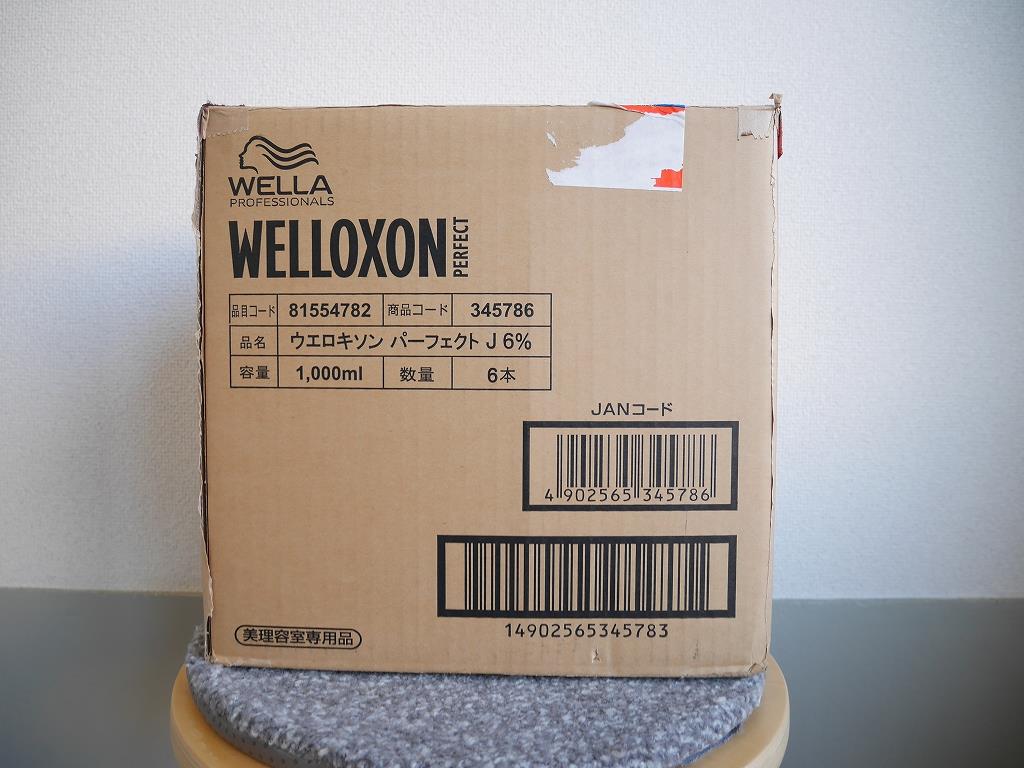 WELLA
PROFESSIONALS
WELLOXON PERFECT
品目コード 81554782 商品コード 345786
品名 ウエロキソン パーフェクト J 6%
容量 1,000ml 数量 6本
JANコード
4 902565 345786
14902565345783
美理容室専用品